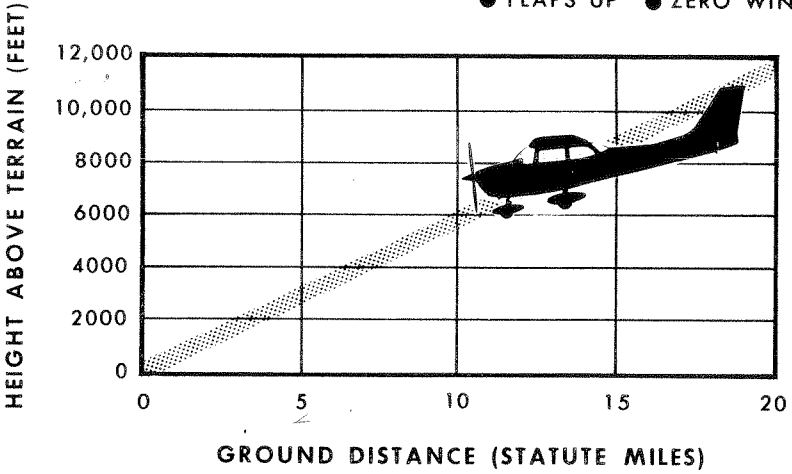 ● FLAPS UP ● ZERO WIN
HEIGHT ABOVE TERRAIN (FEET)
12,000
10,000
8000
6000
4000
2000
0
0 5 10 15 20
GROUND DISTANCE (STATUTE MILES)